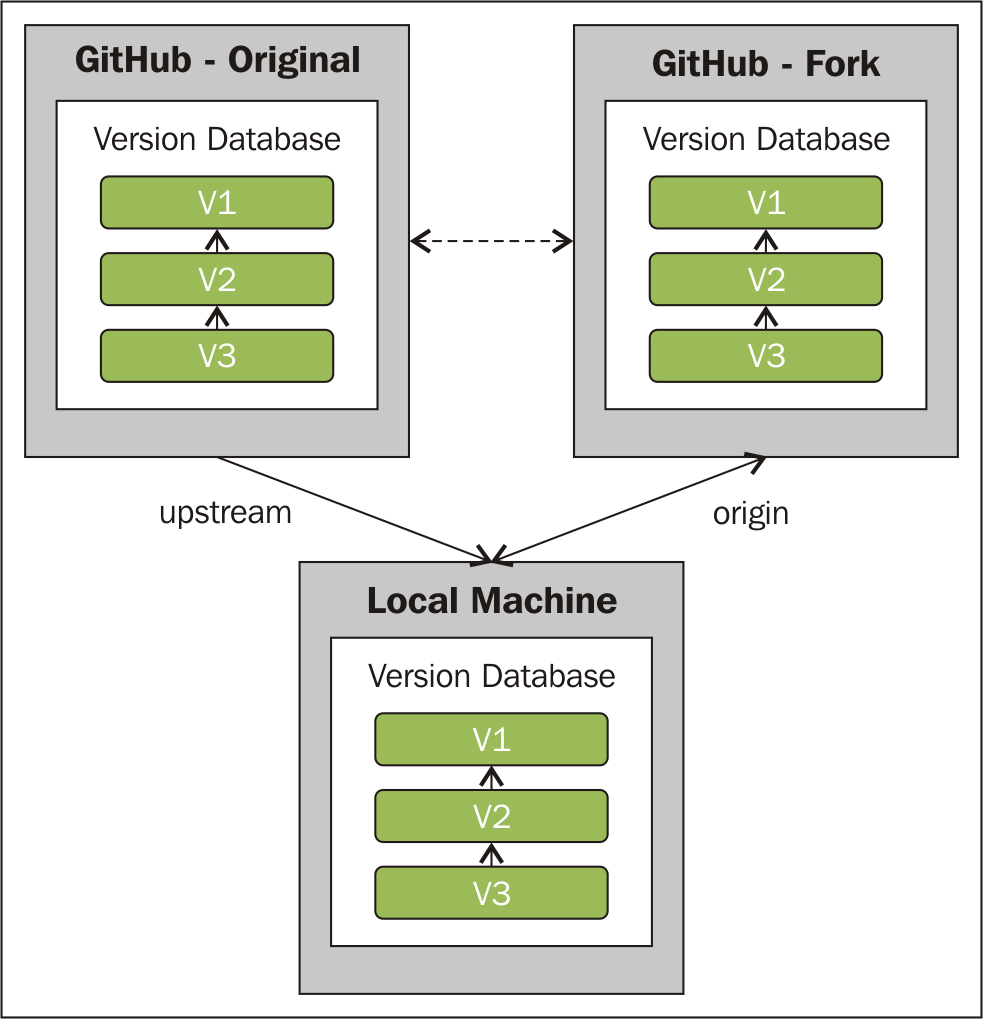 GitHub - Original
Version Database
V1
V2
V3
GitHub - Fork
Version Database
V1
V2
V3
upstream
origin
Local Machine
Version Database
V1
V2
V3